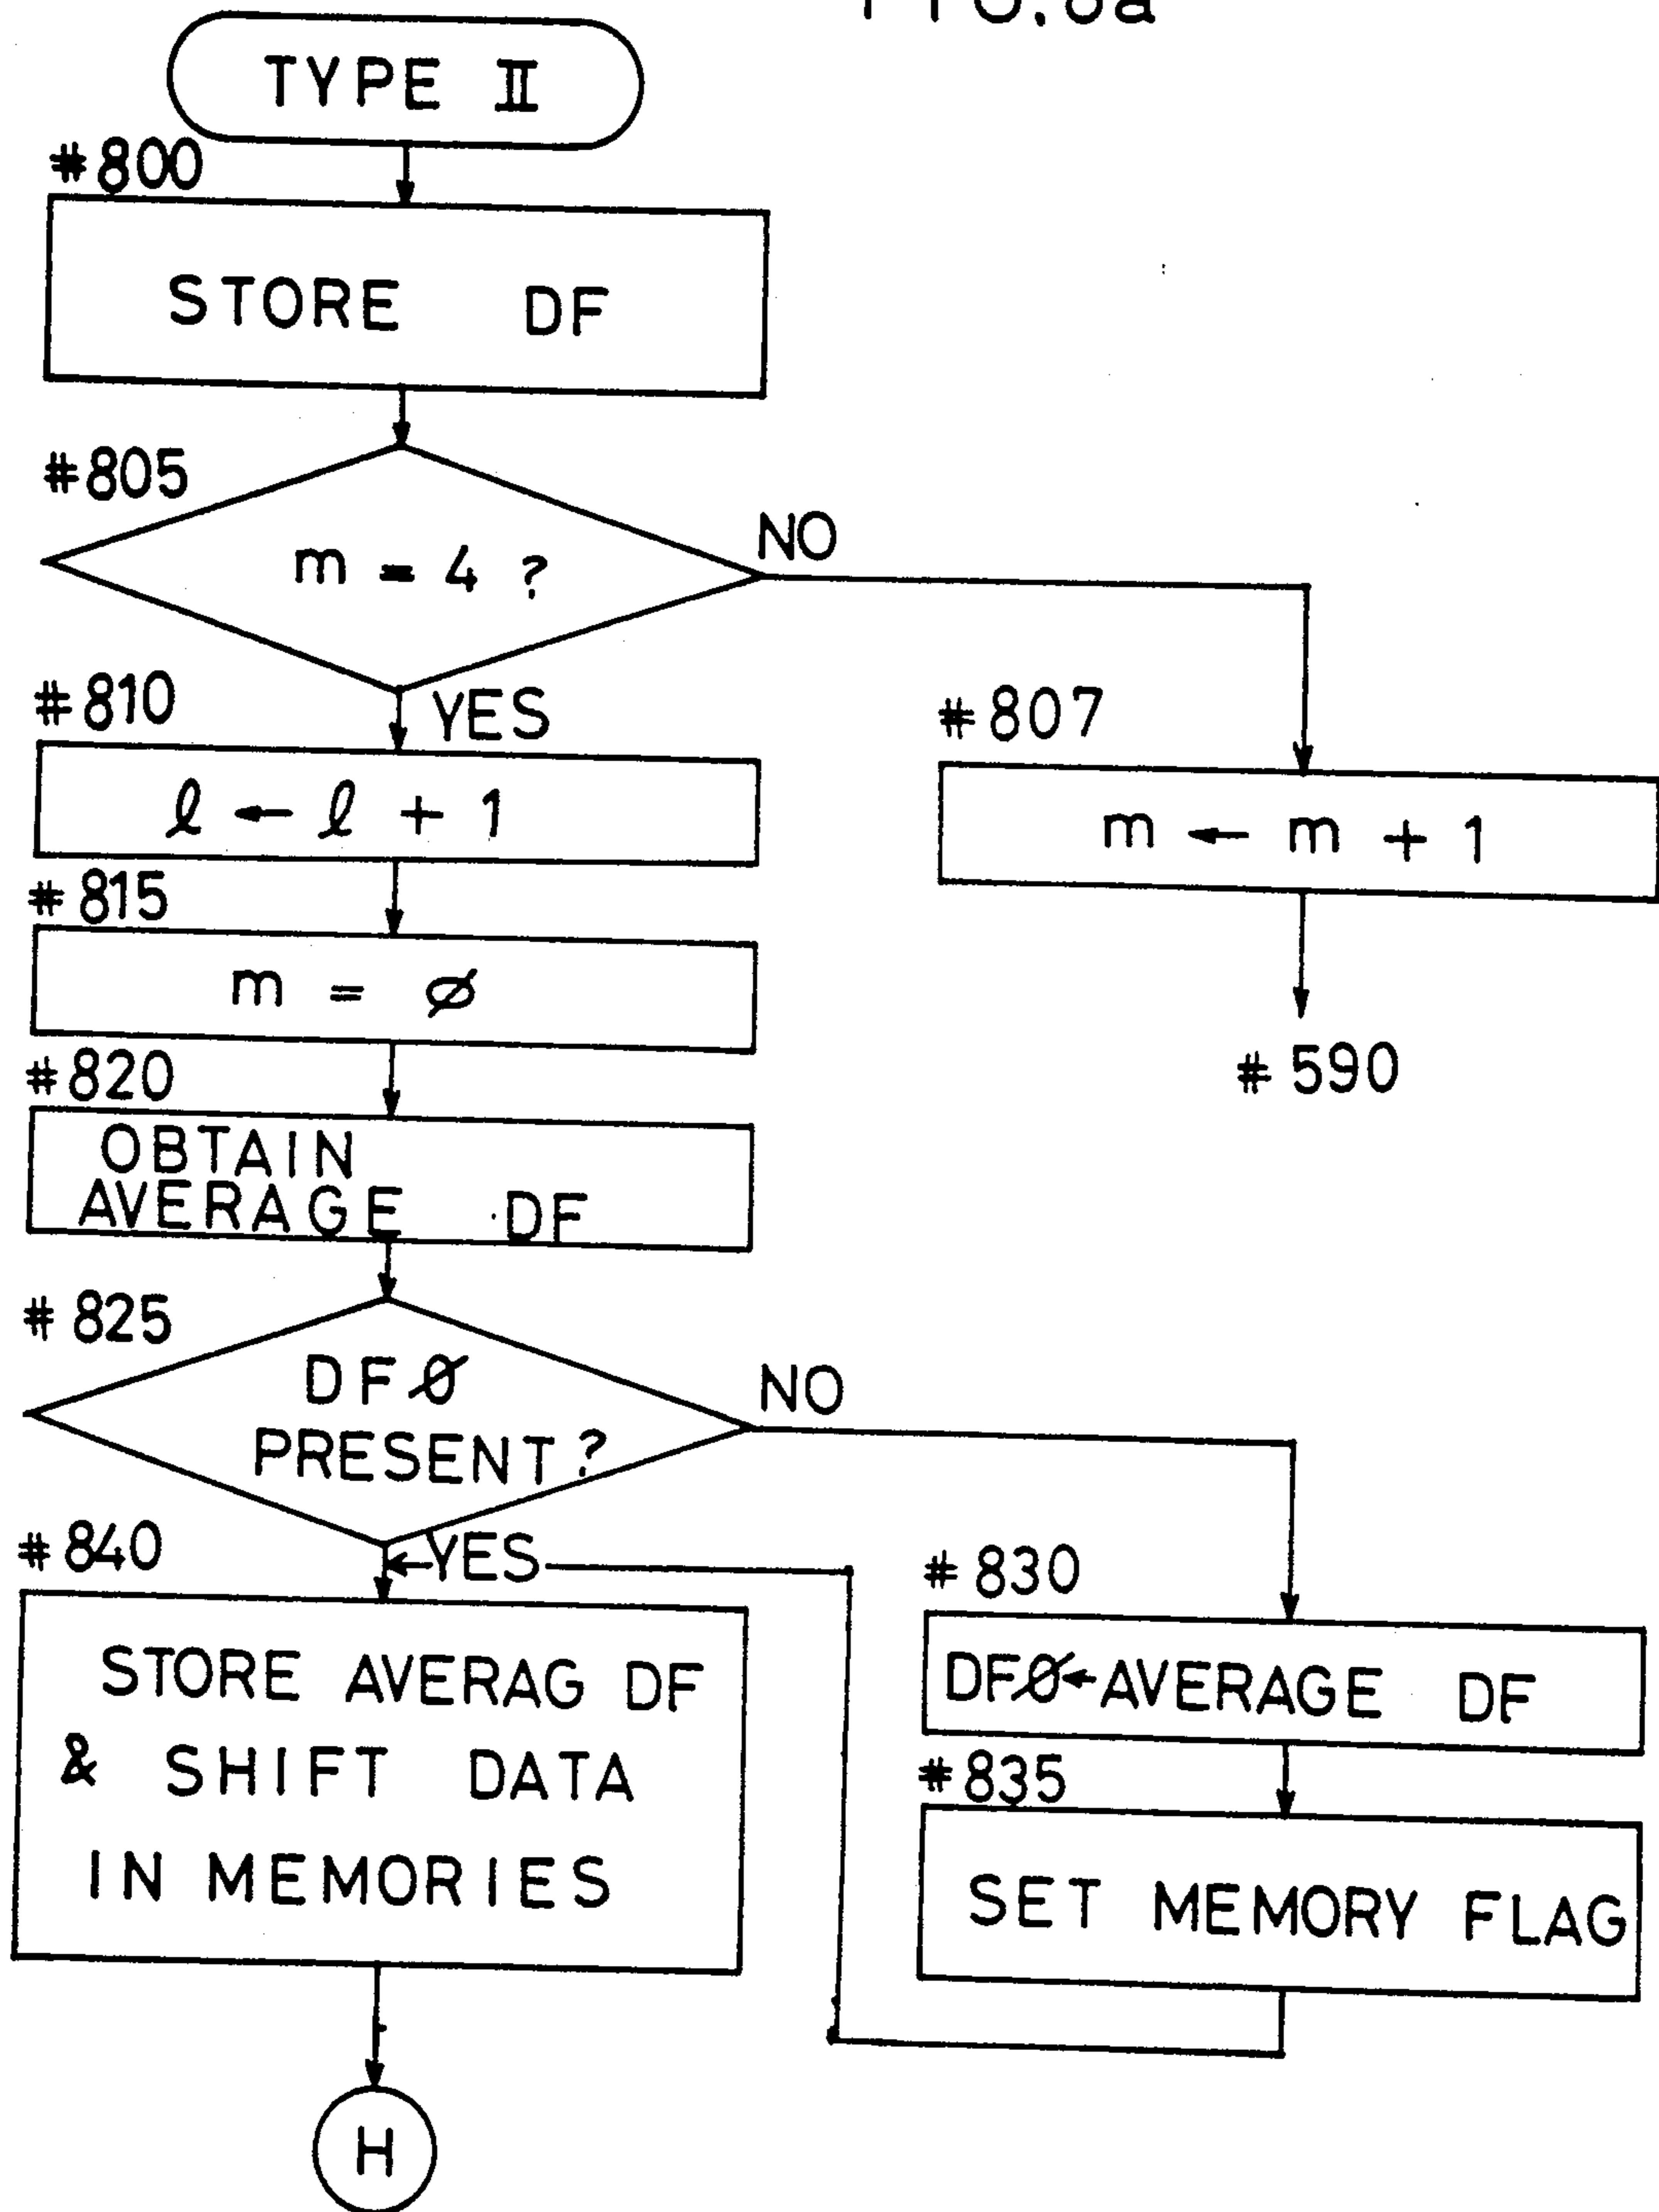 TYPE II
#800
STORE DF
#805
m = 4 ?
NO
#810
YES
#807
ℓ ← ℓ + 1
m ← m + 1
#815
m = ø
#590
#820
OBTAIN
AVERAGE DF
#825
DFØ
PRESENT?
NO
#840
YES
#830
STORE AVERAG DF
& SHIFT DATA
IN MEMORIES
DFØ←AVERAGE DF
#835
SET MEMORY FLAG
H